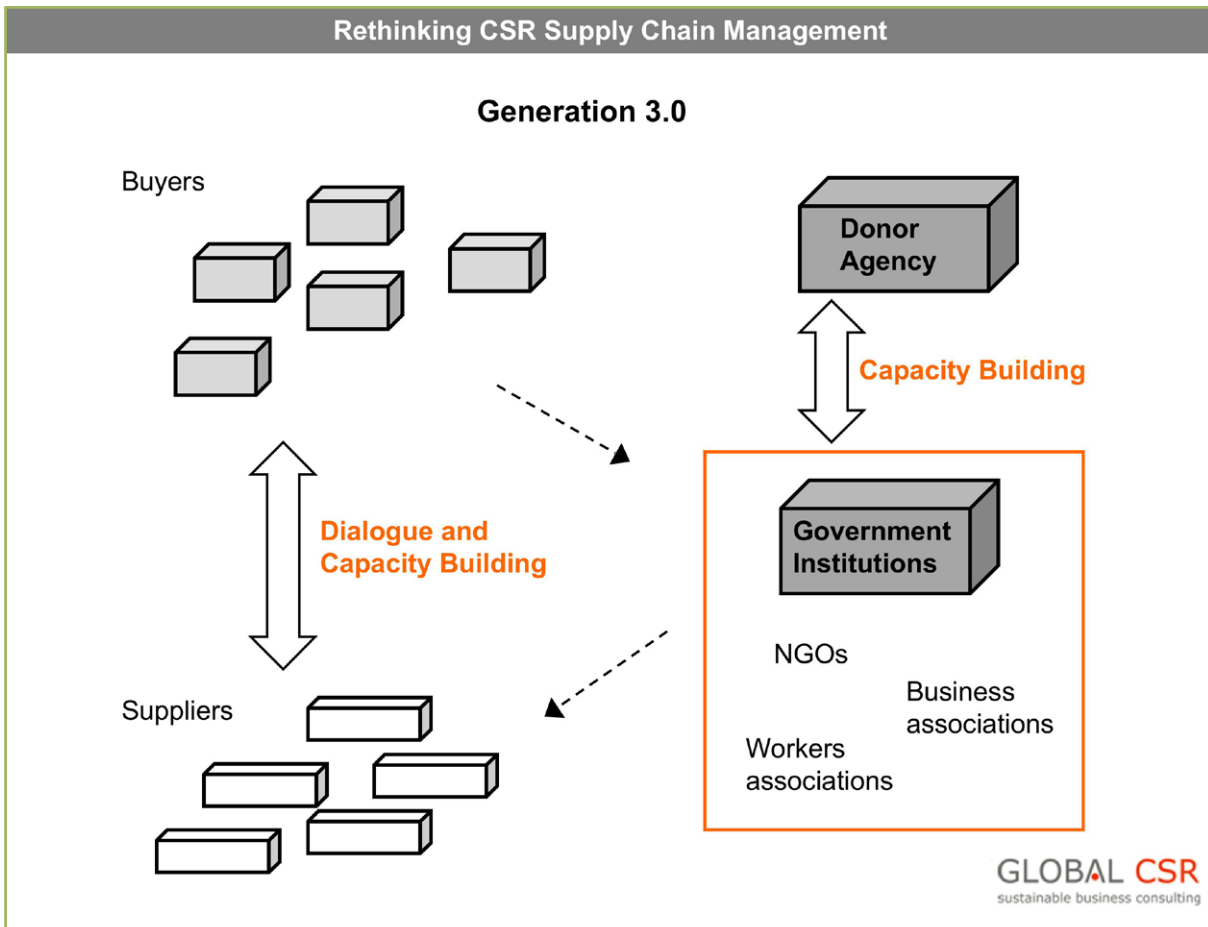 Rethinking CSR Supply Chain Management
Generation 3.0
Buyers
Donor
Agency
Capacity Building
Dialogue and
Capacity Building
Government
Institutions
NGOs
Business
associations
Workers
associations
Suppliers
GLOBAL CSR
sustainable business consulting